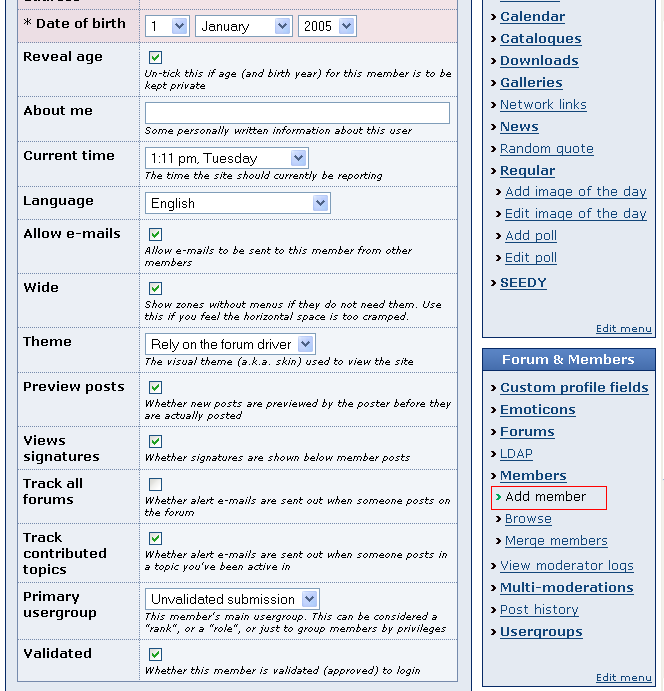 * Date of birth
1 January 2005
Reveal age
Un-tick this if age (and birth year) for this member is to be
kept private
About me
Some personally written information about this user
Current time
1:11 pm, Tuesday
The time the site should currently be reporting
Language
English
Allow e-mails
Allow e-mails to be sent to this member from other
members
Wide
Show zones without menus if they do not need them. Use
this if you feel the horizontal space is too cramped.
Theme
Rely on the forum driver
The visual theme (a.k.a. skin) used to view the site
Preview posts
Whether new posts are previewed by the poster before they
are actually posted
Views
signatures
Whether signatures are shown below member posts
Track all
forums
Whether alert e-mails are sent out when someone posts on
the forum
Track
contributed
topics
Whether alert e-mails are sent out when someone posts in
a topic you've been active in
Primary
usergroup
Unvalidated submission
This member's main usergroup. This can be considered a
"rank", or a "role", or just to group members by privileges
Validated
Whether this member is validated (approved) to login
Calendar
Catalogues
Downloads
Galleries
Network links
News
Random quote
Regular
Add image of the day
Edit image of the day
Add poll
Edit poll
SEEDY
Edit menu
Forum & Members
Custom profile fields
Emoticons
Forums
LDAP
Members
Add member
Browse
Merge members
View moderator logs
Multi-moderations
Post history
Usergroups
Edit menu